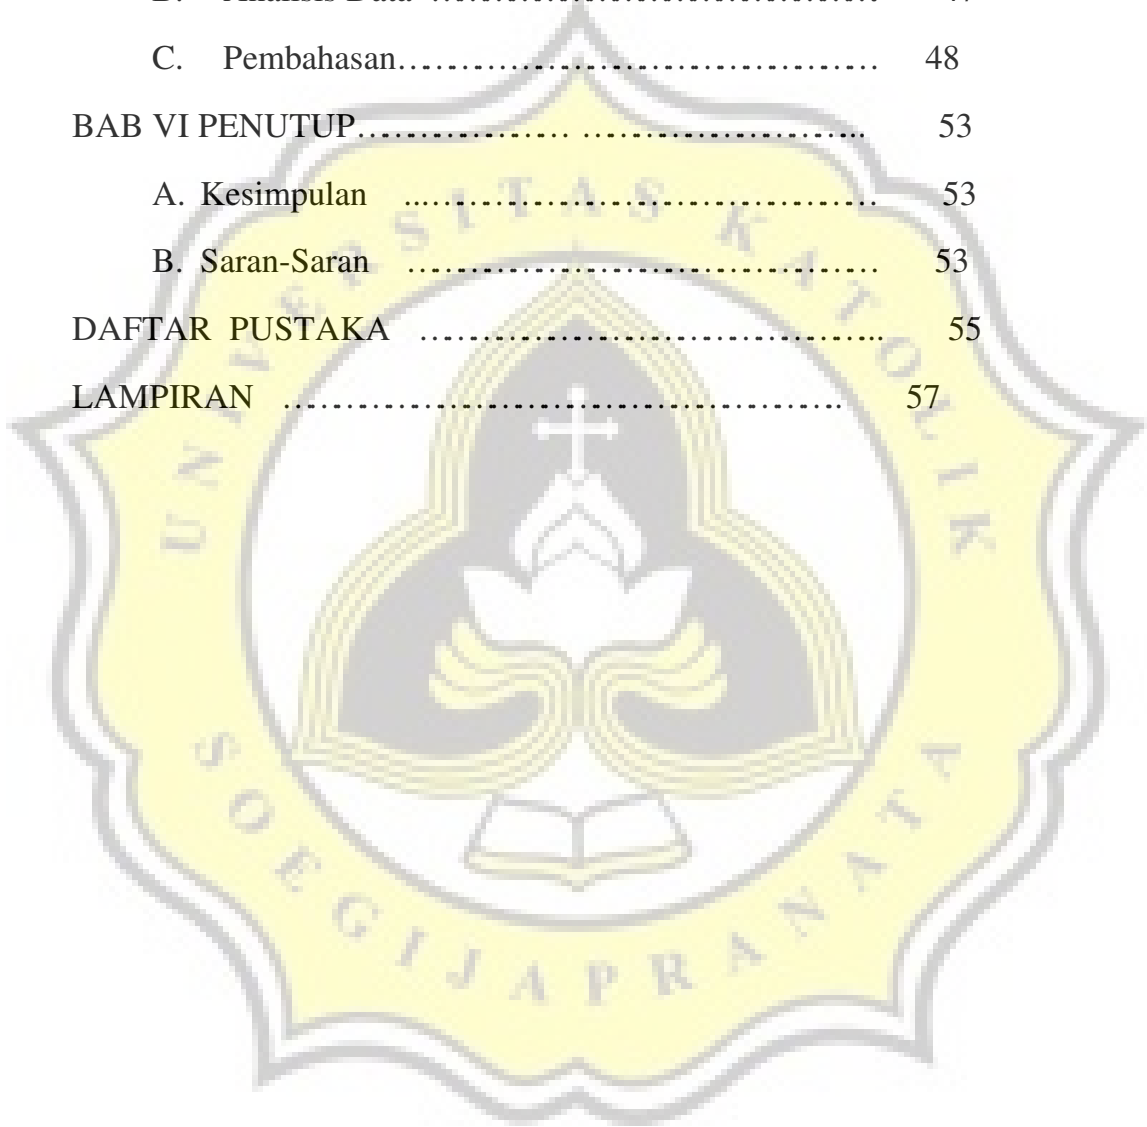 C. Pembahasan………………………………………… 48
BAB VI PENUTUP………………… ……………………….. 53
A. Kesimpulan ...……………………………………… 53
B. Saran-Saran ……………………………………… 53
DAFTAR PUSTAKA …………………………………….. 55
LAMPIRAN ……………………………………………. 57
UNIVERSITAS KATOLIK
SOEGIJAPRANATA